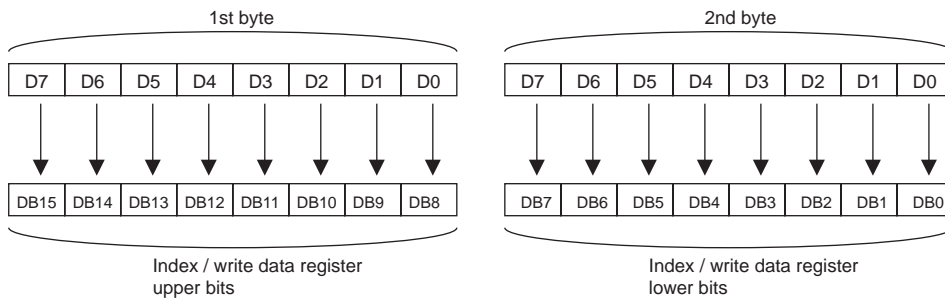 1st byte
2nd byte
D7 D6 D5 D4 D3 D2 D1 D0
D7 D6 D5 D4 D3 D2 D1 D0
DB15 DB14 DB13 DB12 DB11 DB10 DB9 DB8
DB7 DB6 DB5 DB4 DB3 DB2 DB1 DB0
Index / write data register
upper bits
Index / write data register
lower bits